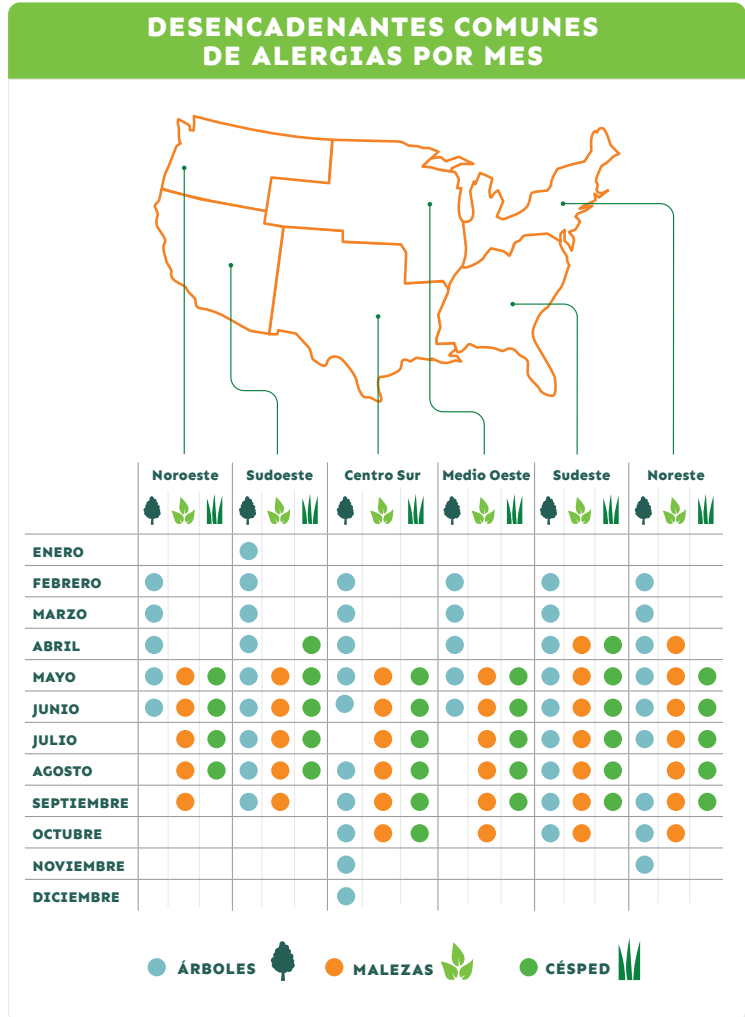 DESENCADENANTES COMUNES
DE ALERGIAS POR MES
Noroeste Sudoeste Centro Sur Medio Oeste Sudeste Noreste
ENERO
FEBRERO
MARZO
ABRIL
MAYO
JUNIO
JULIO
AGOSTO
SEPTIEMBRE
OCTUBRE
NOVIEMBRE
DICIEMBRE
ÁRBOLES MALEZAS CÉSPED